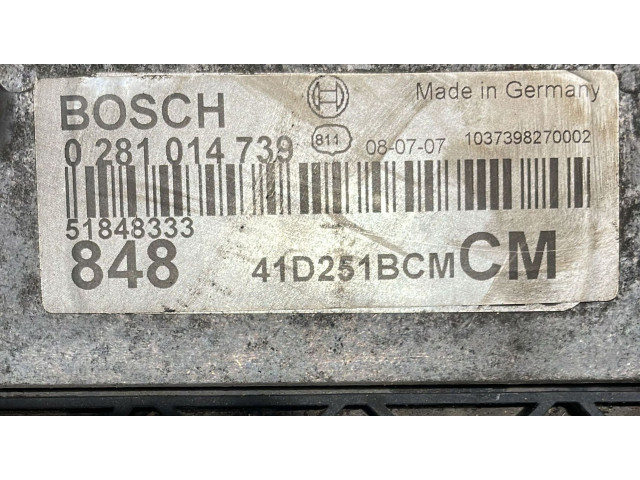 BOSCH
Made in Germany
0 281 014 739
811
08-07-07
1037398270002
51848333
848
41D251BCM CM